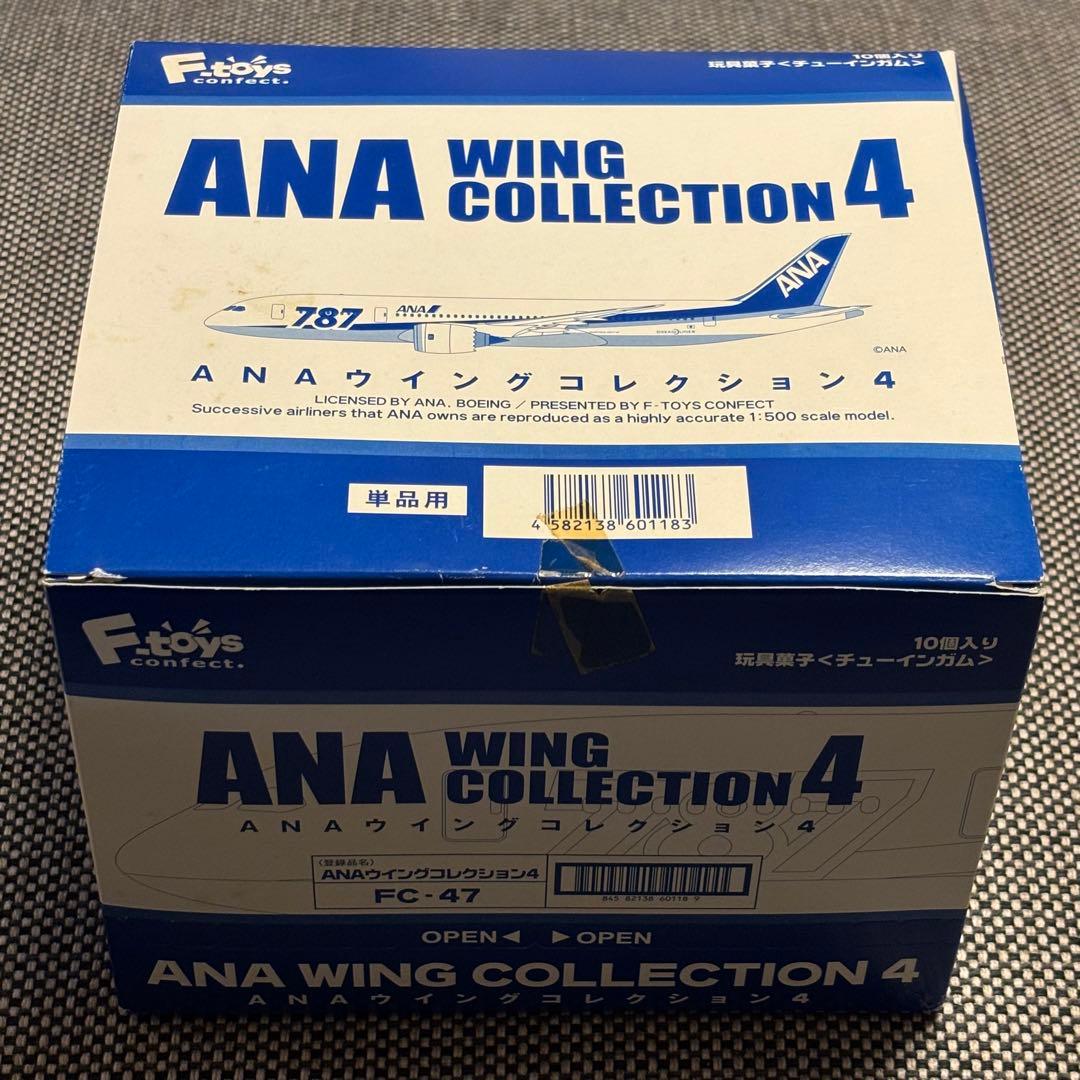 F-toys
confect.
10個入り
玩具菓子<チューインガム>
ANA WING
COLLECTION 4
787
ANA
ANA
©ANA
ANAウイングコレクション4
LICENSED BY ANA. BOEING / PRESENTED BY F-TOYS CONFECT
Successive airliners that ANA owns are reproduced as a highly accurate 1:500 scale model.
単品用
4 582138 601183
F-toys
confect.
10個入り
玩具菓子<チューインガム>
ANA WING
COLLECTION 4
787
ANAウイングコレクション4
(登録品名)
ANAウイングコレクション4
FC-47
845 82138 60118 9
OPEN◀ ▶OPEN
ANA WING COLLECTION 4
ANAウイングコレクション4